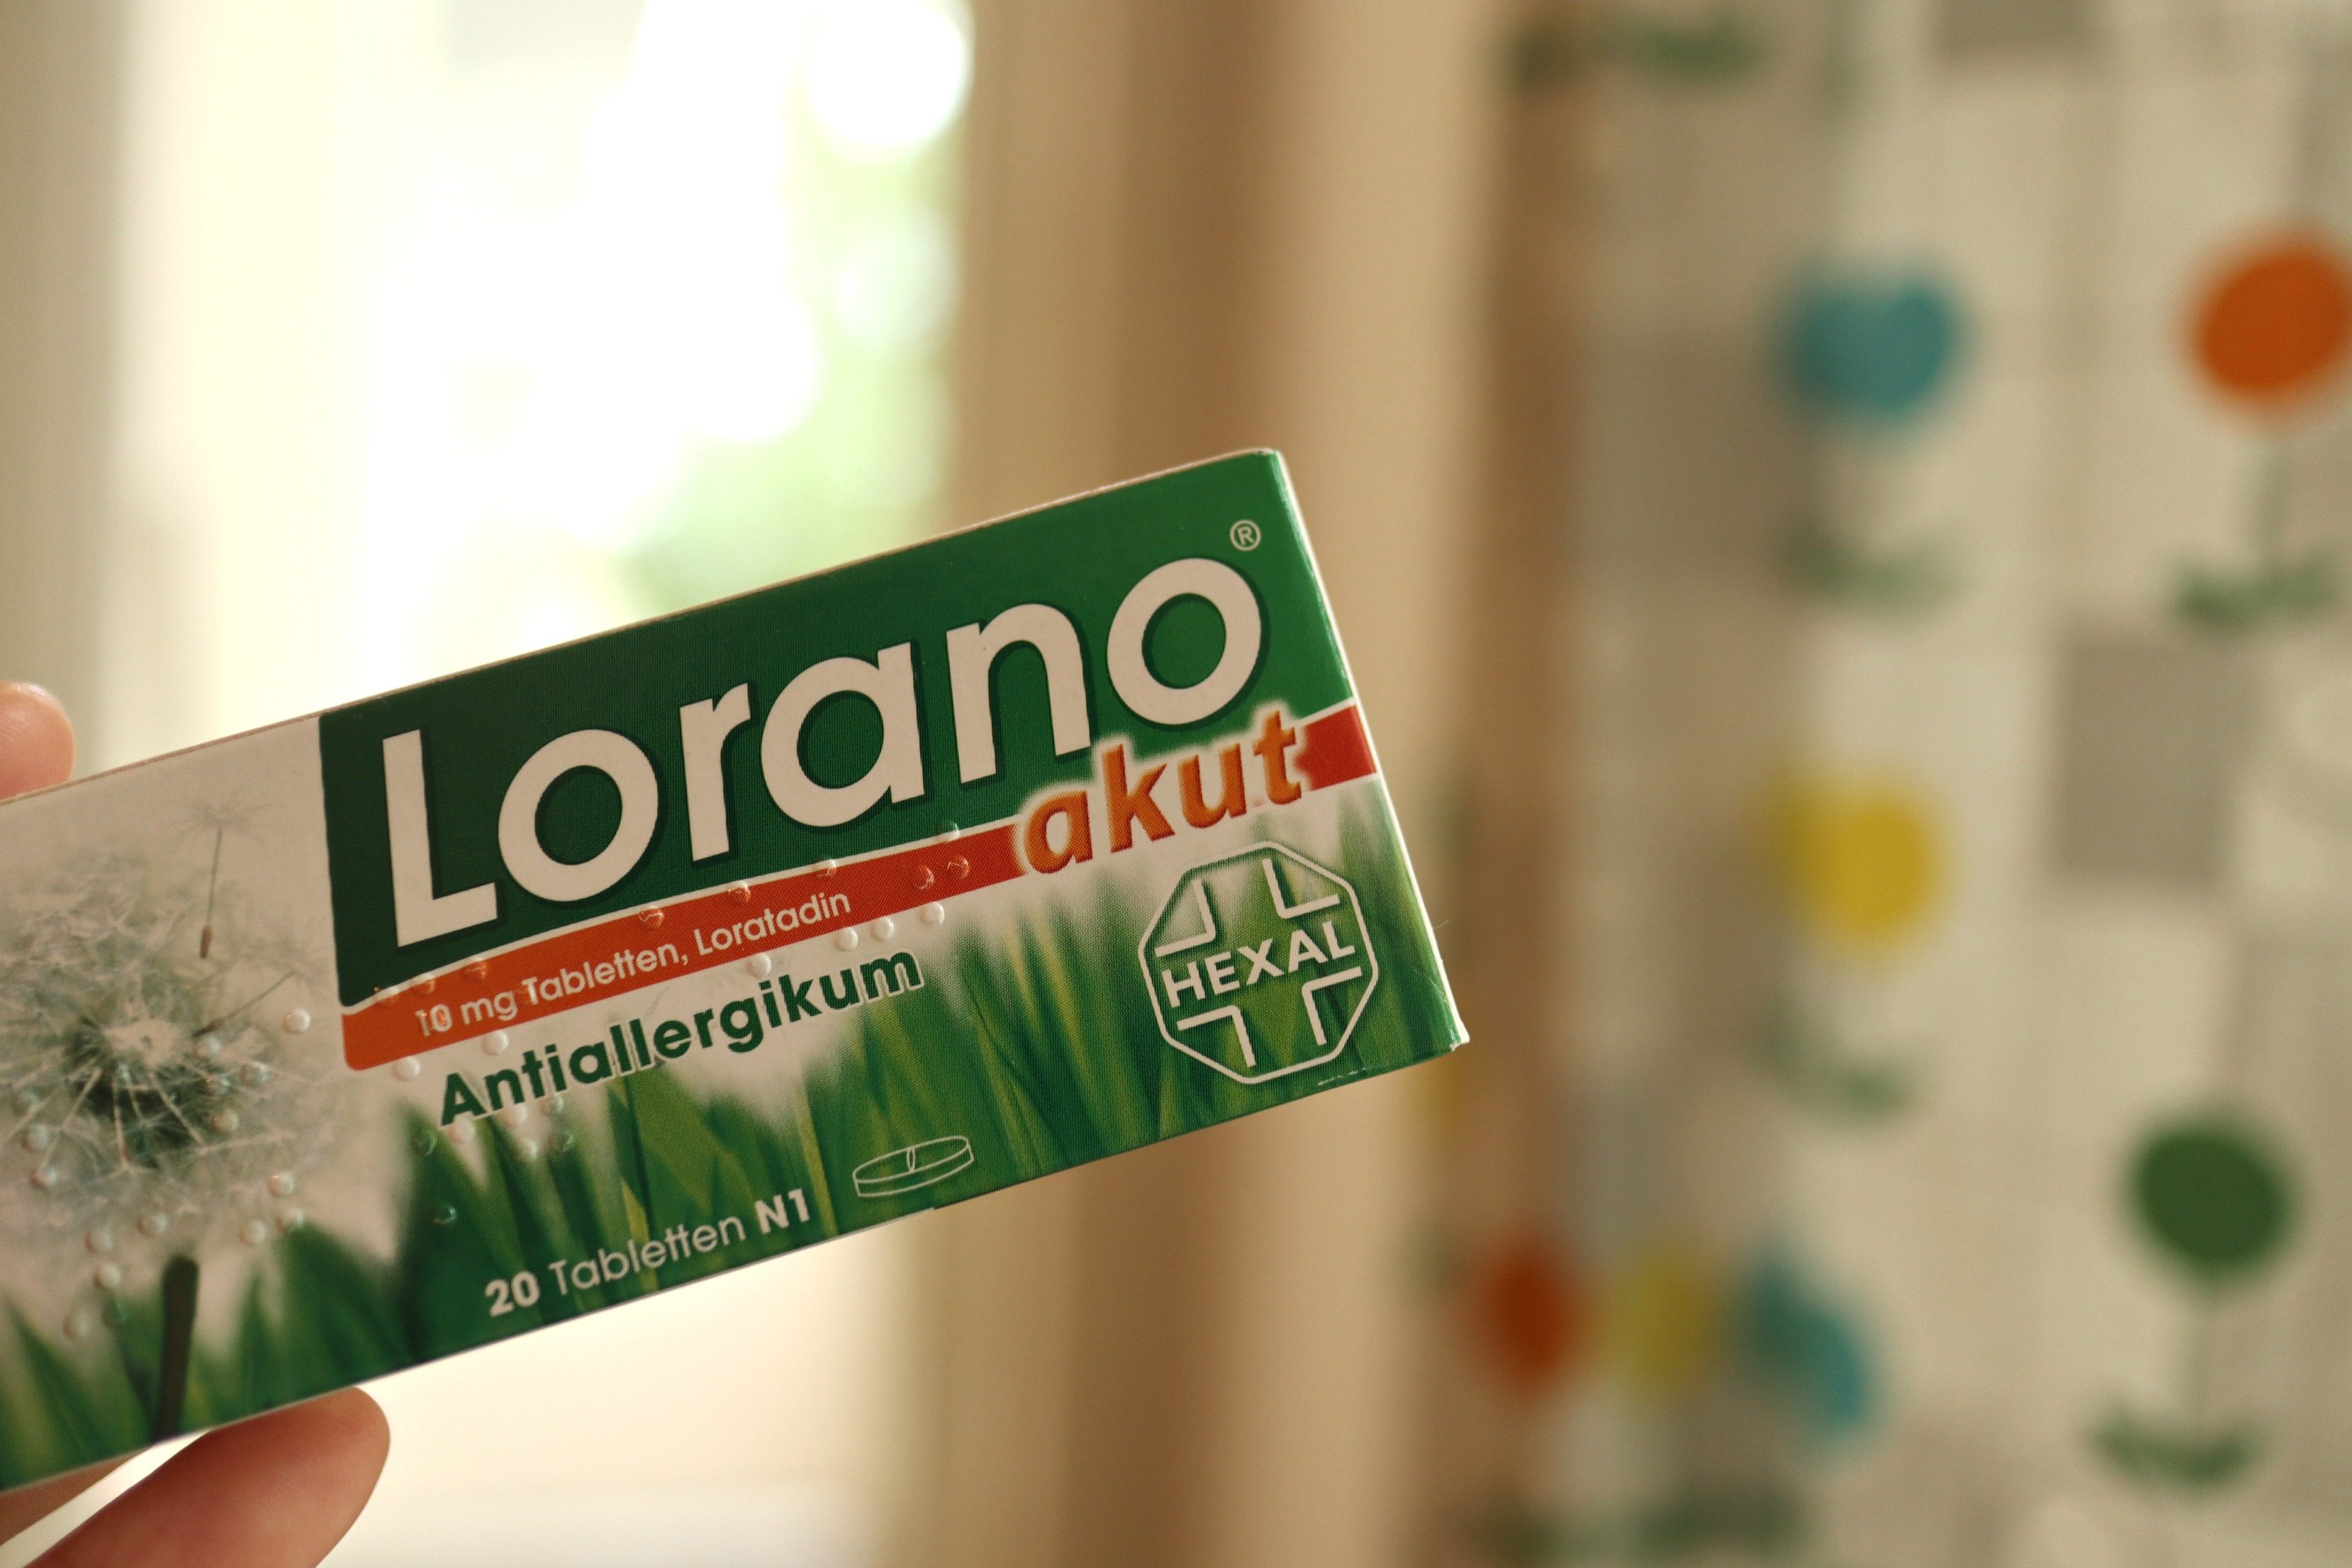 Lorano®
akut
10 mg Tabletten, Loratadin
Antiallergikum
HEXAL
20 Tabletten N1